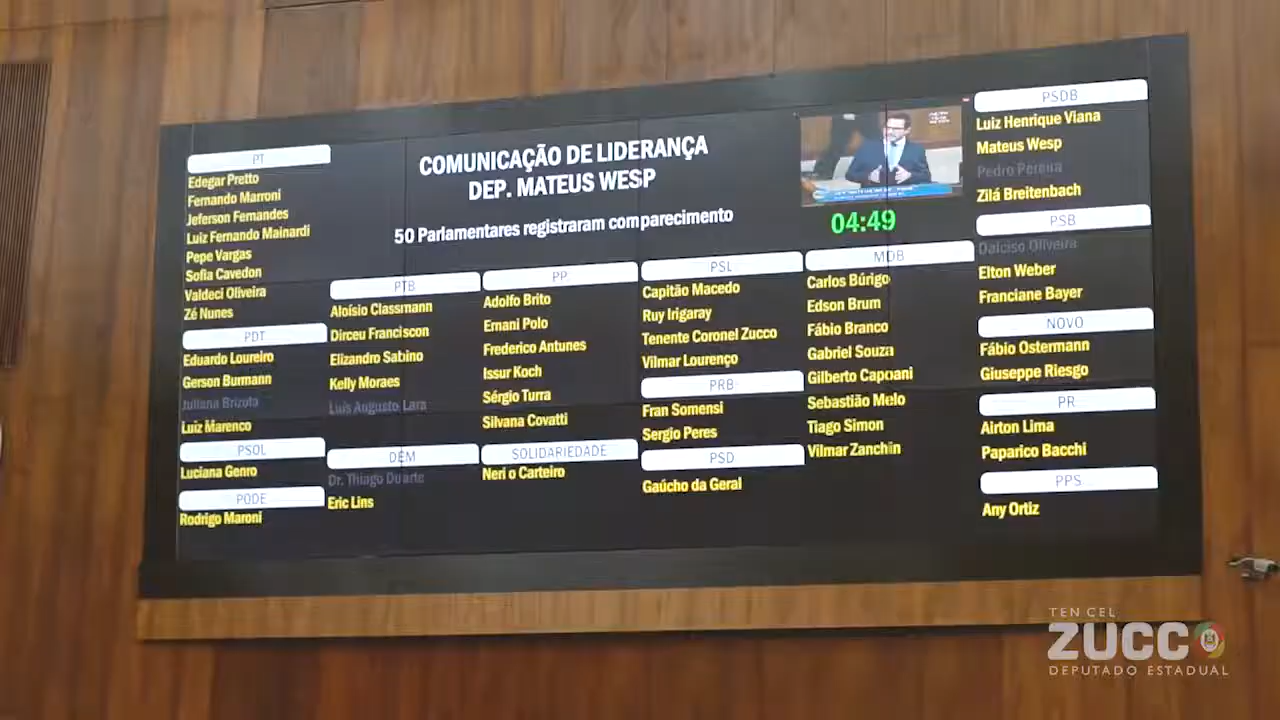 COMUNICAÇÃO DE LIDERANÇA
DEP. MATEUS WESP
50 Parlamentares registraram comparecimento
04:49
PT
Edegar Pretto
Fernando Marroni
Jeferson Fernandes
Luiz Fernando Mainardi
Pepe Vargas
Sofia Cavedon
Valdeci Oliveira
Zé Nunes
PDT
Eduardo Loureiro
Gerson Burmann
Juliana Brizola
Luiz Marenco
PSOL
Luciana Genro
PODE
Rodrigo Maroni
PTB
Aloísio Classmann
Dirceu Franciscon
Elizandro Sabino
Kelly Moraes
Luís Augusto Lara
DEM
Dr. Thiago Duarte
Eric Lins
PP
Adolfo Brito
Ernani Polo
Frederico Antunes
Issur Koch
Sérgio Turra
Silvana Covatti
SOLIDARIEDADE
Neri o Carteiro
PSL
Capitão Macedo
Ruy Irigaray
Tenente Coronel Zucco
Vilmar Lourenço
PRB
Fran Somensi
Sergio Peres
PSD
Gaúcho da Geral
MDB
Carlos Búrigo
Edson Brum
Fábio Branco
Gabriel Souza
Gilberto Capoani
Sebastião Melo
Tiago Simon
Vilmar Zanchin
PSDB
Luiz Henrique Viana
Mateus Wesp
Pedro Pereira
Zilá Breitenbach
PSB
Dalciso Oliveira
Elton Weber
Franciane Bayer
NOVO
Fábio Ostermann
Giuseppe Riesgo
PR
Airton Lima
Paparico Bacchi
PPS
Any Ortiz
TEN CEL
ZUCCO
DEPUTADO ESTADUAL